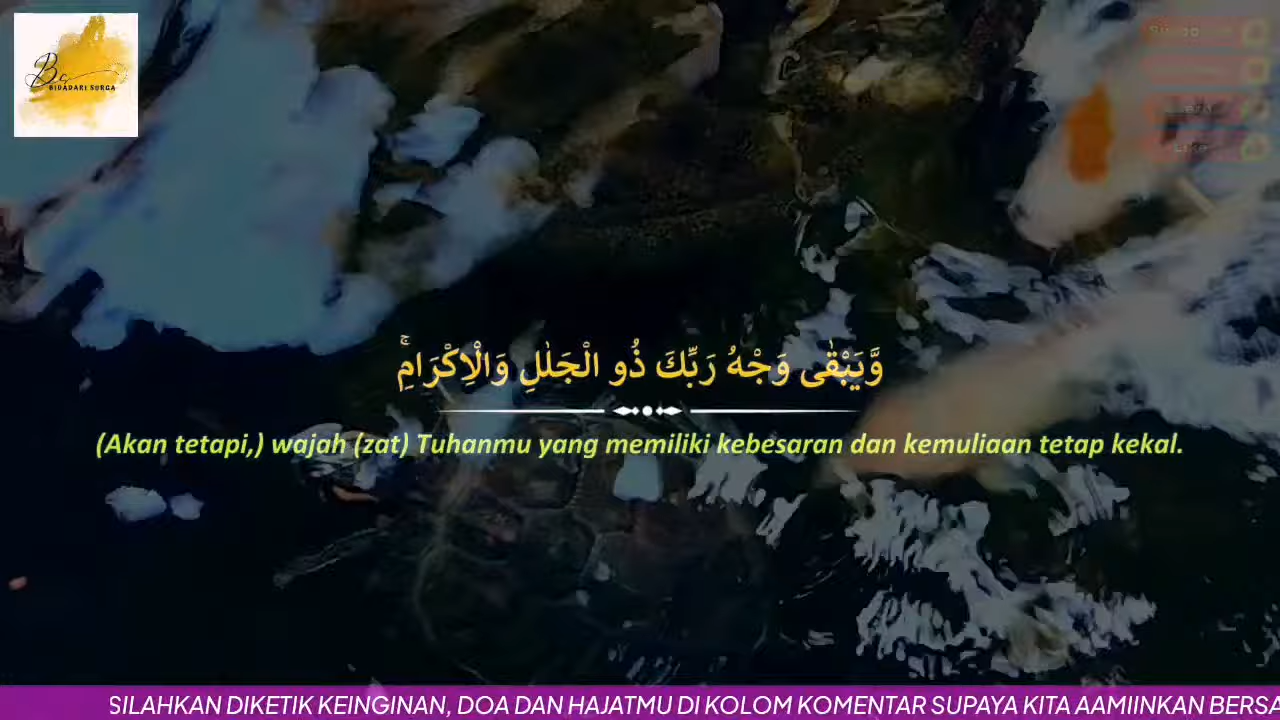 Bs
BIDADARI SURGA
وَّيَبْقٰى وَجْهُ رَبِّكَ ذُو الْجَلٰلِ وَالْاِكْرَامِۚ
(Akan tetapi,) wajah (zat) Tuhanmu yang memiliki kebesaran dan kemuliaan tetap kekal.
SILAHKAN DIKETIK KEINGINAN, DOA DAN HAJATMU DI KOLOM KOMENTAR SUPAYA KITA AAMIINKAN BERSA